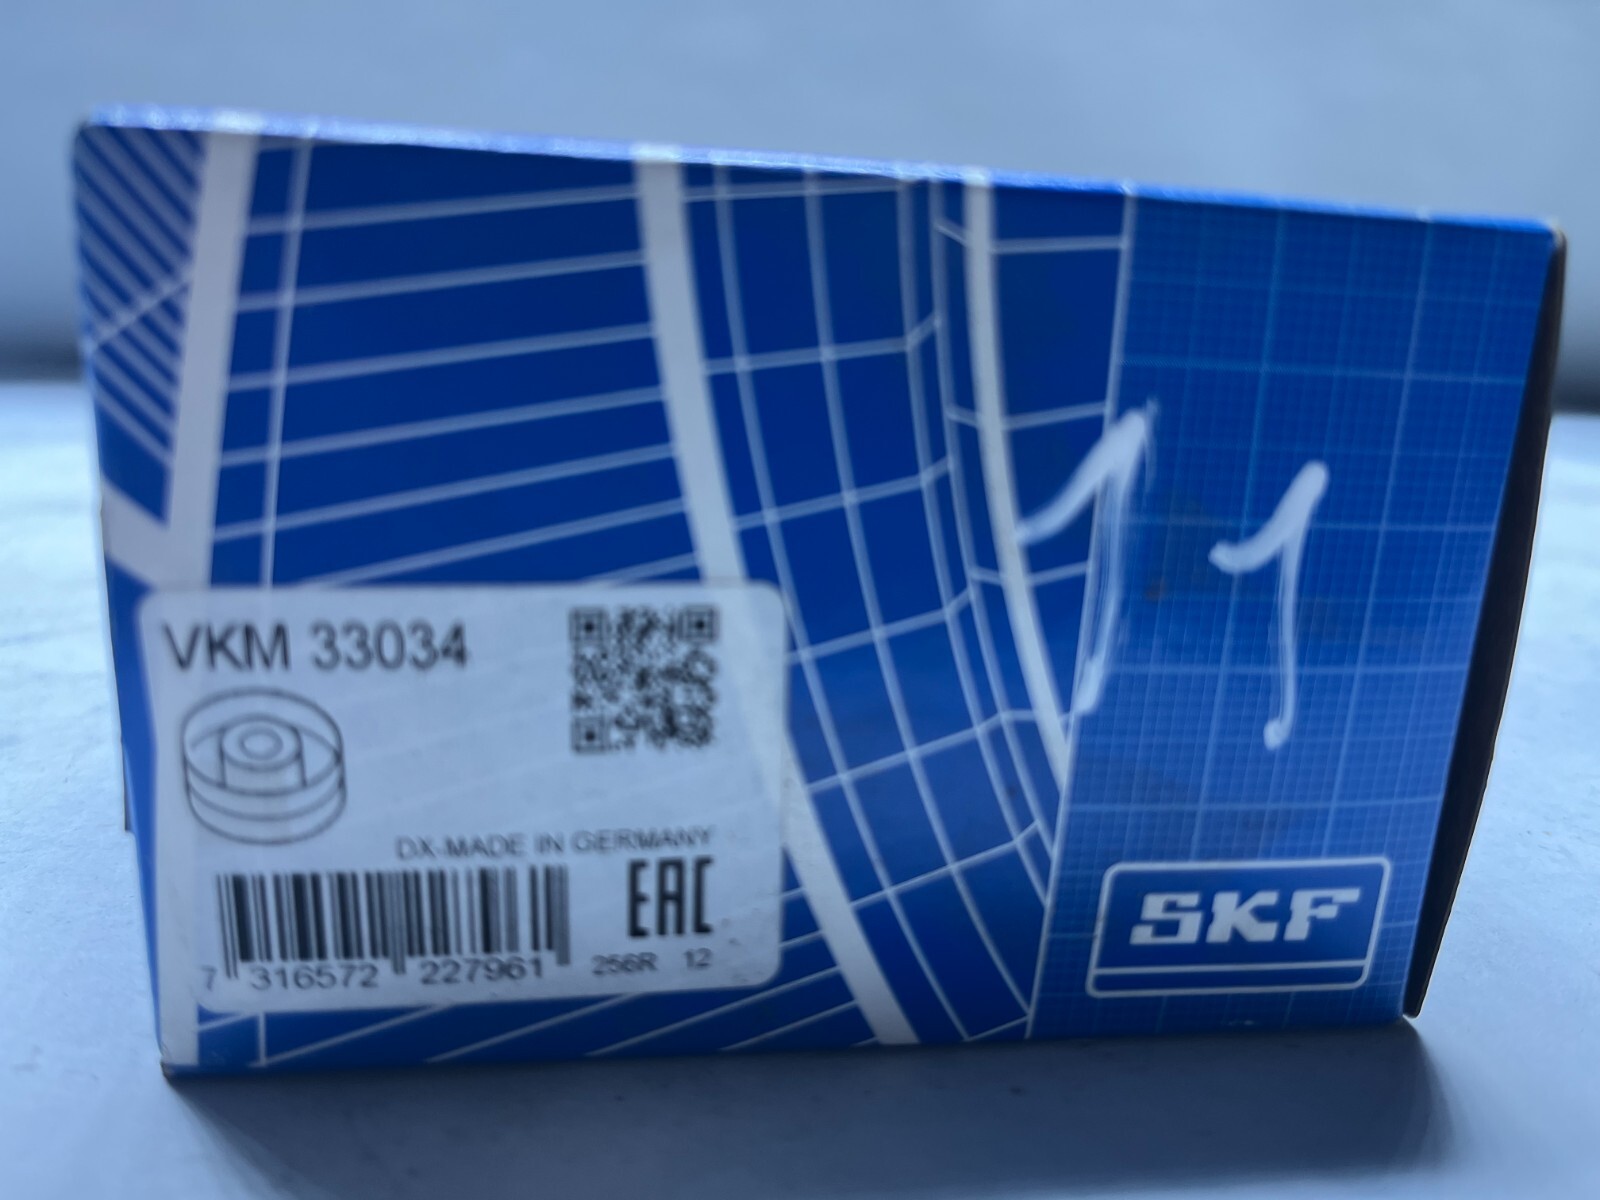 VKM 33034
DX-MADE IN GERMANY
EAC
7 316572 227961
256R 12
11
SKF